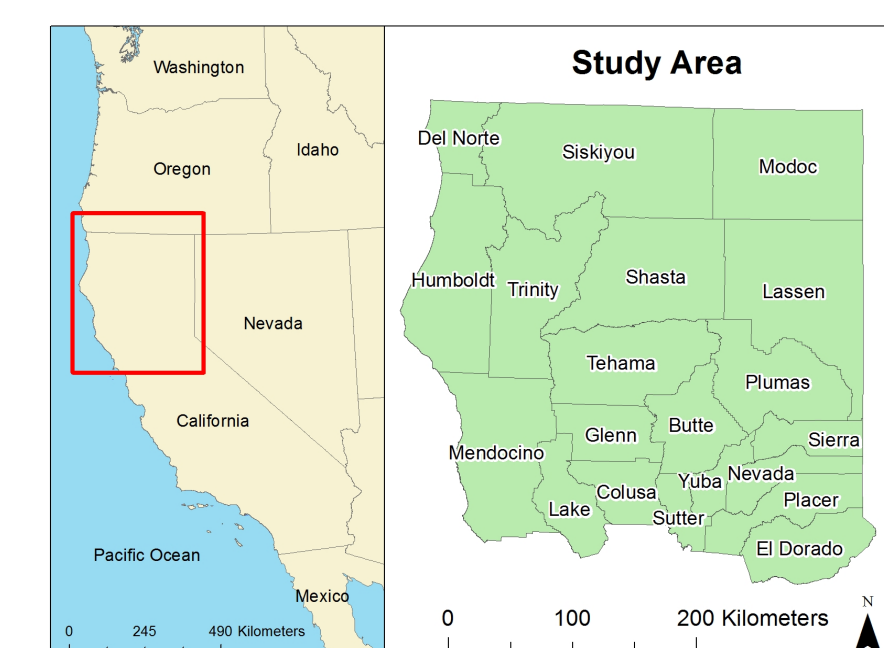 Washington
Oregon
Idaho
Nevada
California
Pacific Ocean
Mexico
0 245 490 Kilometers
Study Area
Del Norte
Siskiyou
Modoc
Humboldt
Trinity
Shasta
Lassen
Tehama
Plumas
Mendocino
Glenn
Butte
Sierra
Lake
Colusa
Yuba
Nevada
Sutter
Placer
El Dorado
0 100 200 Kilometers
N